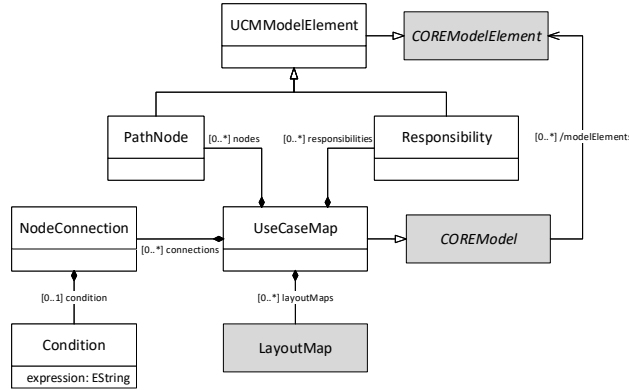 UCMModelElement
COREModelElement
PathNode
[0..*] nodes
[0..*] responsibilities
Responsibility
[0..*] /modelElements
NodeConnection
[0..*] connections
UseCaseMap
COREModel
[0..1] condition
[0..*] layoutMaps
Condition
expression: EString
LayoutMap